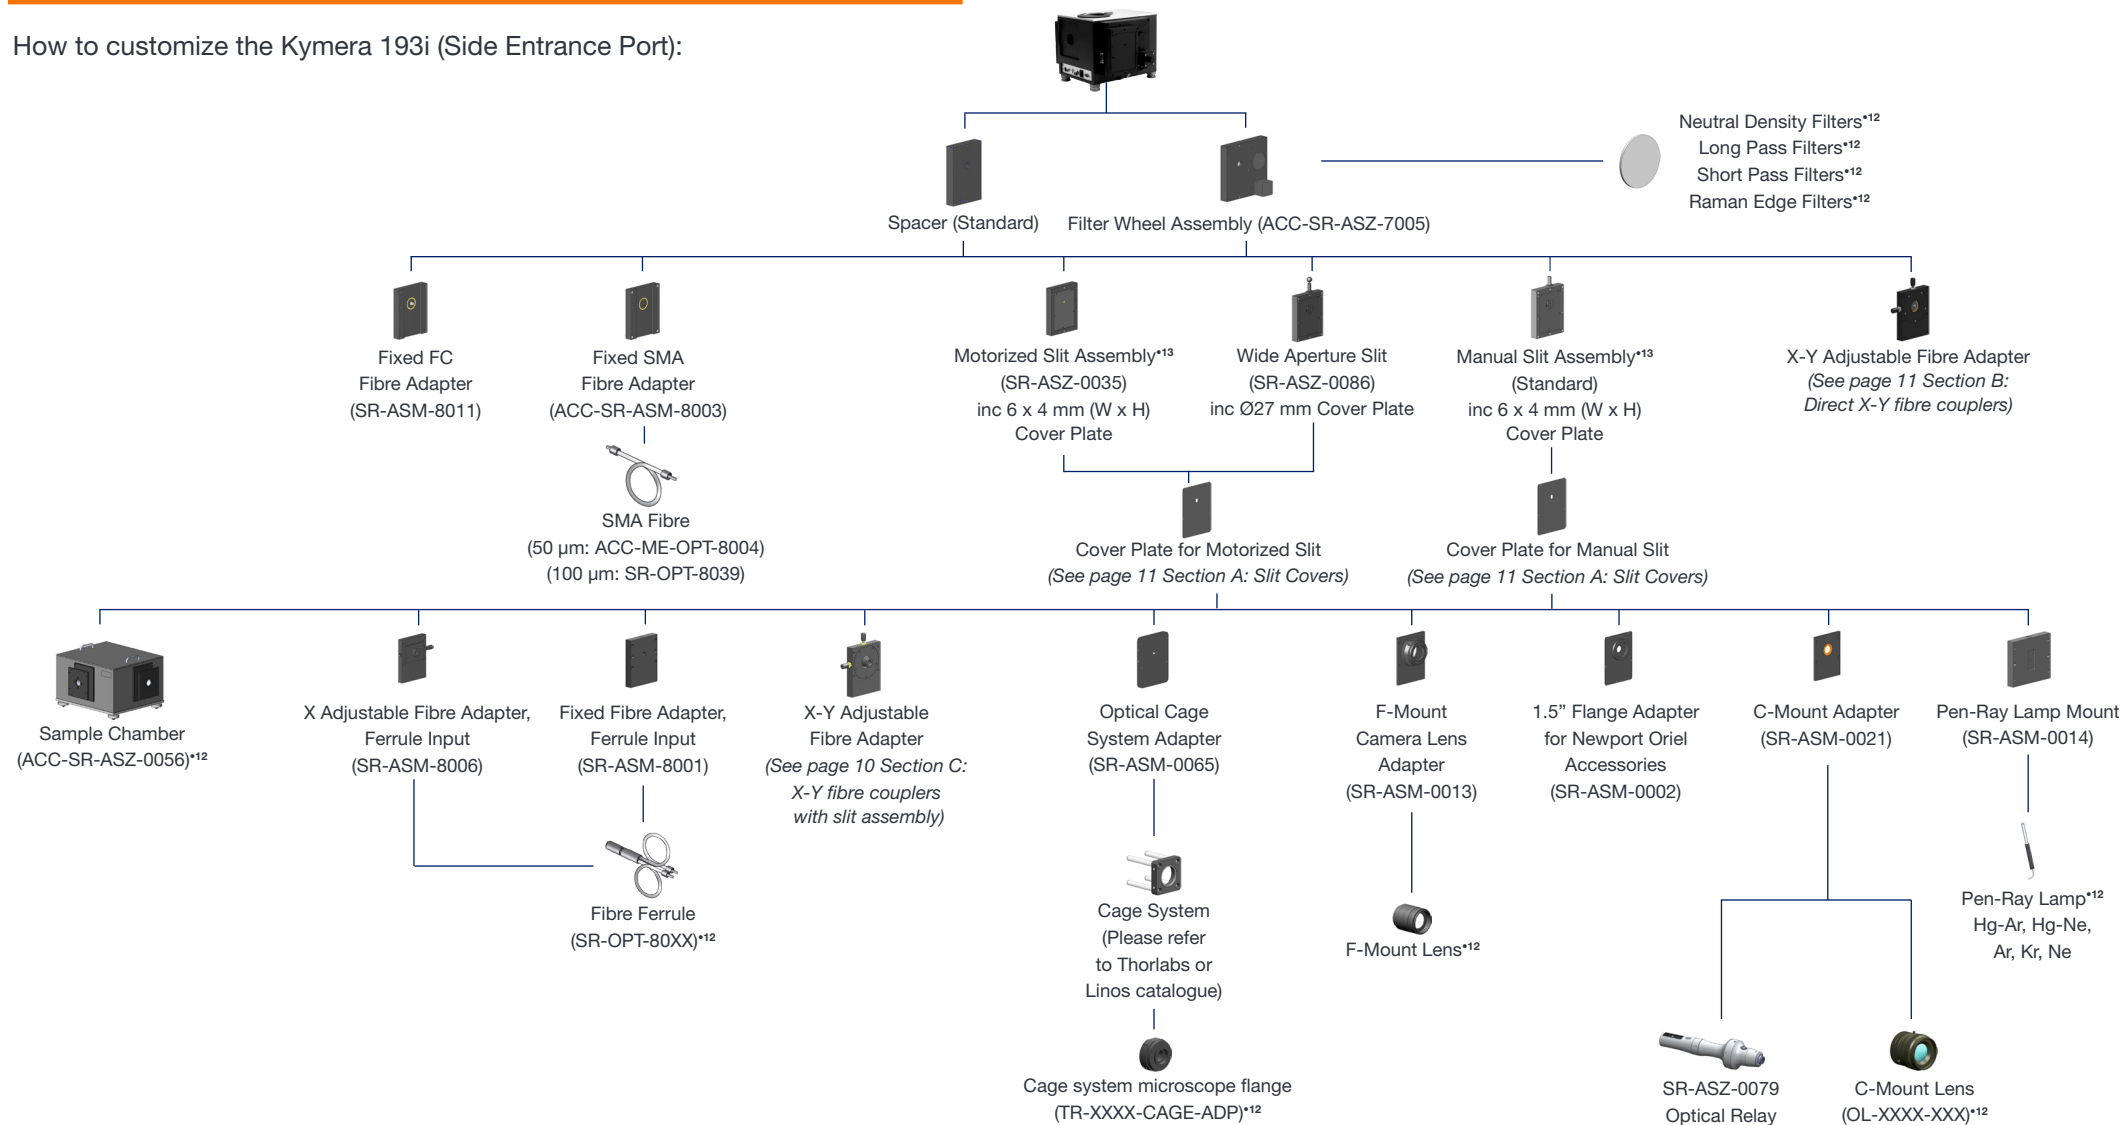 How to customize the Kymera 193i (Side Entrance Port):
Neutral Density Filters•12
Long Pass Filters•12
Short Pass Filters•12
Raman Edge Filters•12
Spacer (Standard)
Filter Wheel Assembly (ACC-SR-ASZ-7005)
Fixed FC
Fibre Adapter
(SR-ASM-8011)
Fixed SMA
Fibre Adapter
(ACC-SR-ASM-8003)
Motorized Slit Assembly•13
(SR-ASZ-0035)
inc 6 x 4 mm (W x H)
Cover Plate
Wide Aperture Slit
(SR-ASZ-0086)
inc Ø27 mm Cover Plate
Manual Slit Assembly•13
(Standard)
inc 6 x 4 mm (W x H)
Cover Plate
X-Y Adjustable Fibre Adapter
(See page 11 Section B:
Direct X-Y fibre couplers)
SMA Fibre
(50 µm: ACC-ME-OPT-8004)
(100 µm: SR-OPT-8039)
Cover Plate for Motorized Slit
(See page 11 Section A: Slit Covers)
Cover Plate for Manual Slit
(See page 11 Section A: Slit Covers)
Sample Chamber
(ACC-SR-ASZ-0056)•12
X Adjustable Fibre Adapter,
Ferrule Input
(SR-ASM-8006)
Fixed Fibre Adapter,
Ferrule Input
(SR-ASM-8001)
X-Y Adjustable
Fibre Adapter
(See page 10 Section C:
X-Y fibre couplers
with slit assembly)
Optical Cage
System Adapter
(SR-ASM-0065)
F-Mount
Camera Lens
Adapter
(SR-ASM-0013)
1.5” Flange Adapter
for Newport Oriel
Accessories
(SR-ASM-0002)
C-Mount Adapter
(SR-ASM-0021)
Pen-Ray Lamp Mount
(SR-ASM-0014)
Fibre Ferrule
(SR-OPT-80XX)•12
Cage System
(Please refer
to Thorlabs or
Linos catalogue)
F-Mount Lens•12
Pen-Ray Lamp•12
Hg-Ar, Hg-Ne,
Ar, Kr, Ne
Cage system microscope flange
(TR-XXXX-CAGE-ADP)•12
SR-ASZ-0079
Optical Relay
C-Mount Lens
(OL-XXXX-XXX)•12